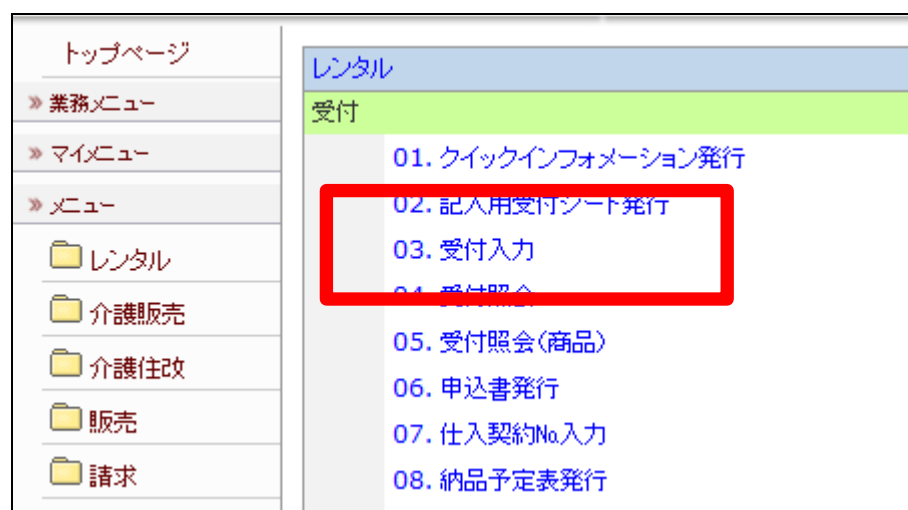 トップページ
» 業務メニュー
» マイメニュー
» メニュー
レンタル
介護販売
介護住改
販売
請求
レンタル
受付
01. クイックインフォメーション発行
02. 記入用受付シート発行
03. 受付入力
04. 受付照会
05. 受付照会(商品)
06. 申込書発行
07. 仕入契約No入力
08. 納品予定表発行